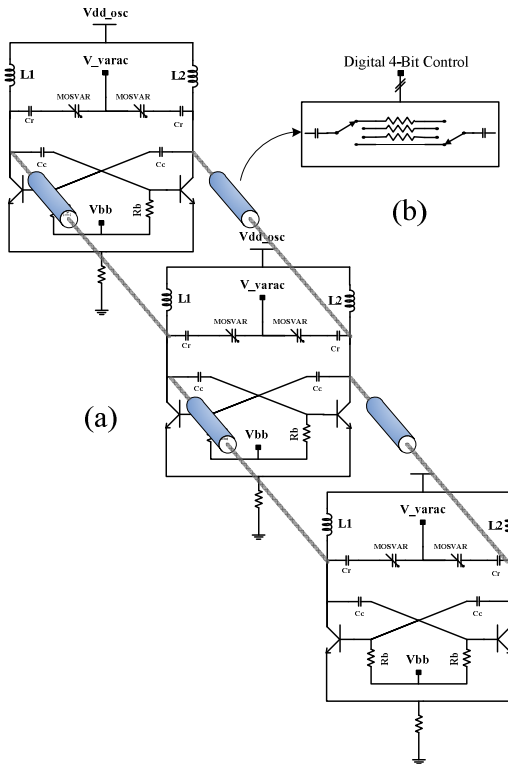 Vdd_osc
V_varac
L1
L2
MOSVAR
MOSVAR
Cr
Cr
Cc
Cc
Vbb
Rb
Digital 4-Bit Control
(b)
Vdd_osc
V_varac
L1
L2
MOSVAR
MOSVAR
Cr
Cr
Cc
Cc
Vbb
Rb
(a)
V_varac
L1
L2
MOSVAR
MOSVAR
Cr
Cr
Cc
Cc
Rb
Vbb
Rb